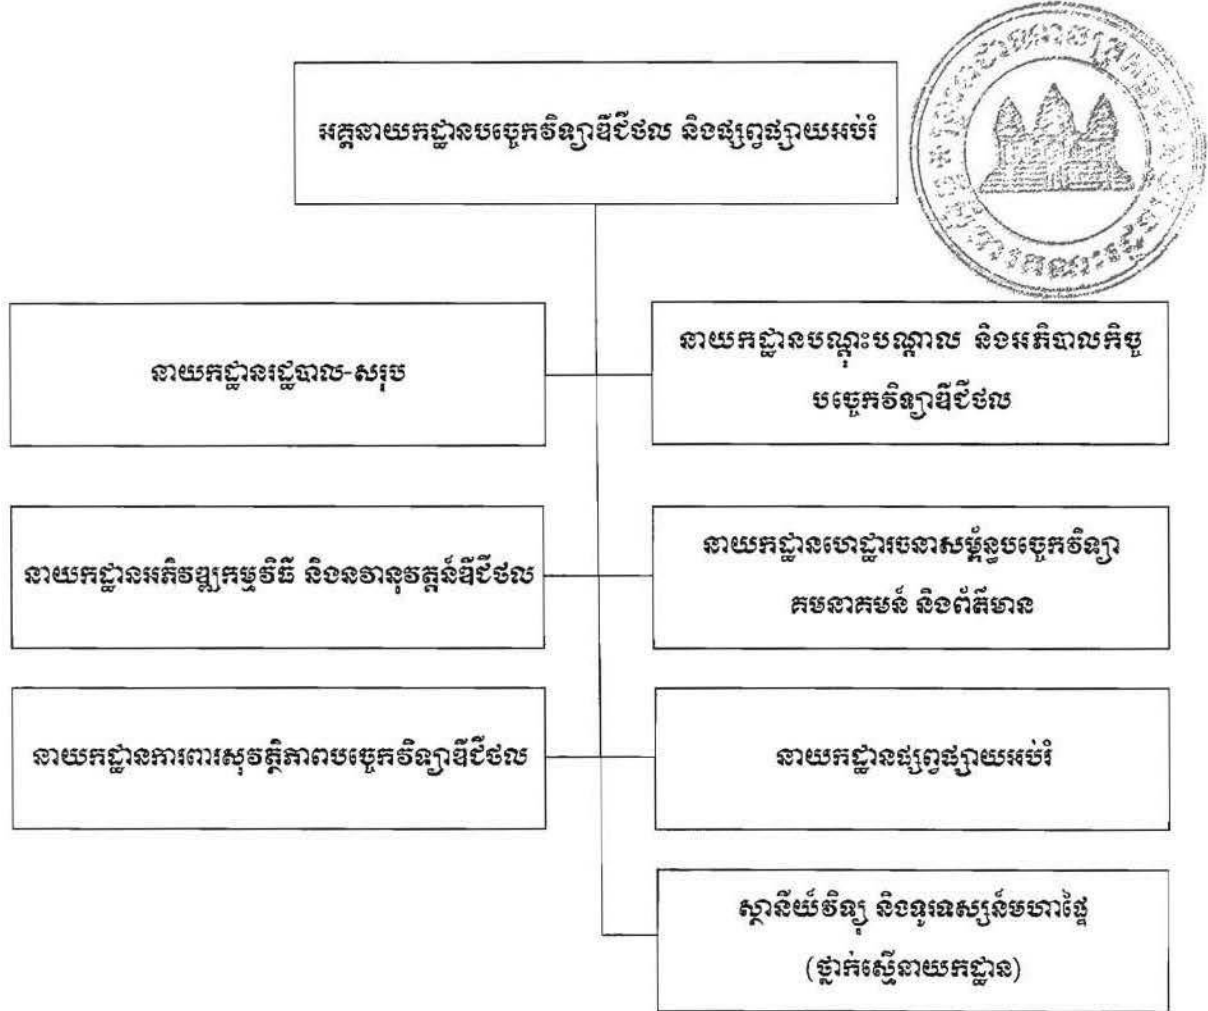 អគ្គនាយកដ្ឋានបច្ចេកវិទ្យាឌីជីថល និងផ្សព្វផ្សាយអប់រំ
នាយកដ្ឋានរដ្ឋបាល-សរុប
នាយកដ្ឋានបណ្តុះបណ្តាល និងអភិបាលកិច្ច
បច្ចេកវិទ្យាឌីជីថល
នាយកដ្ឋានអភិវឌ្ឍកម្មវិធី និងនវានុវត្តន៍ឌីជីថល
នាយកដ្ឋានហេដ្ឋារចនាសម្ព័ន្ធបច្ចេកវិទ្យា
គមនាគមន៍ និងព័ត៌មាន
នាយកដ្ឋានការពារសុវត្ថិភាពបច្ចេកវិទ្យាឌីជីថល
នាយកដ្ឋានផ្សព្វផ្សាយអប់រំ
ស្ថានីយ៍វិទ្យុ និងទូរទស្សន៍មហាផ្ទៃ
(ថ្នាក់ស្មើនាយកដ្ឋាន)